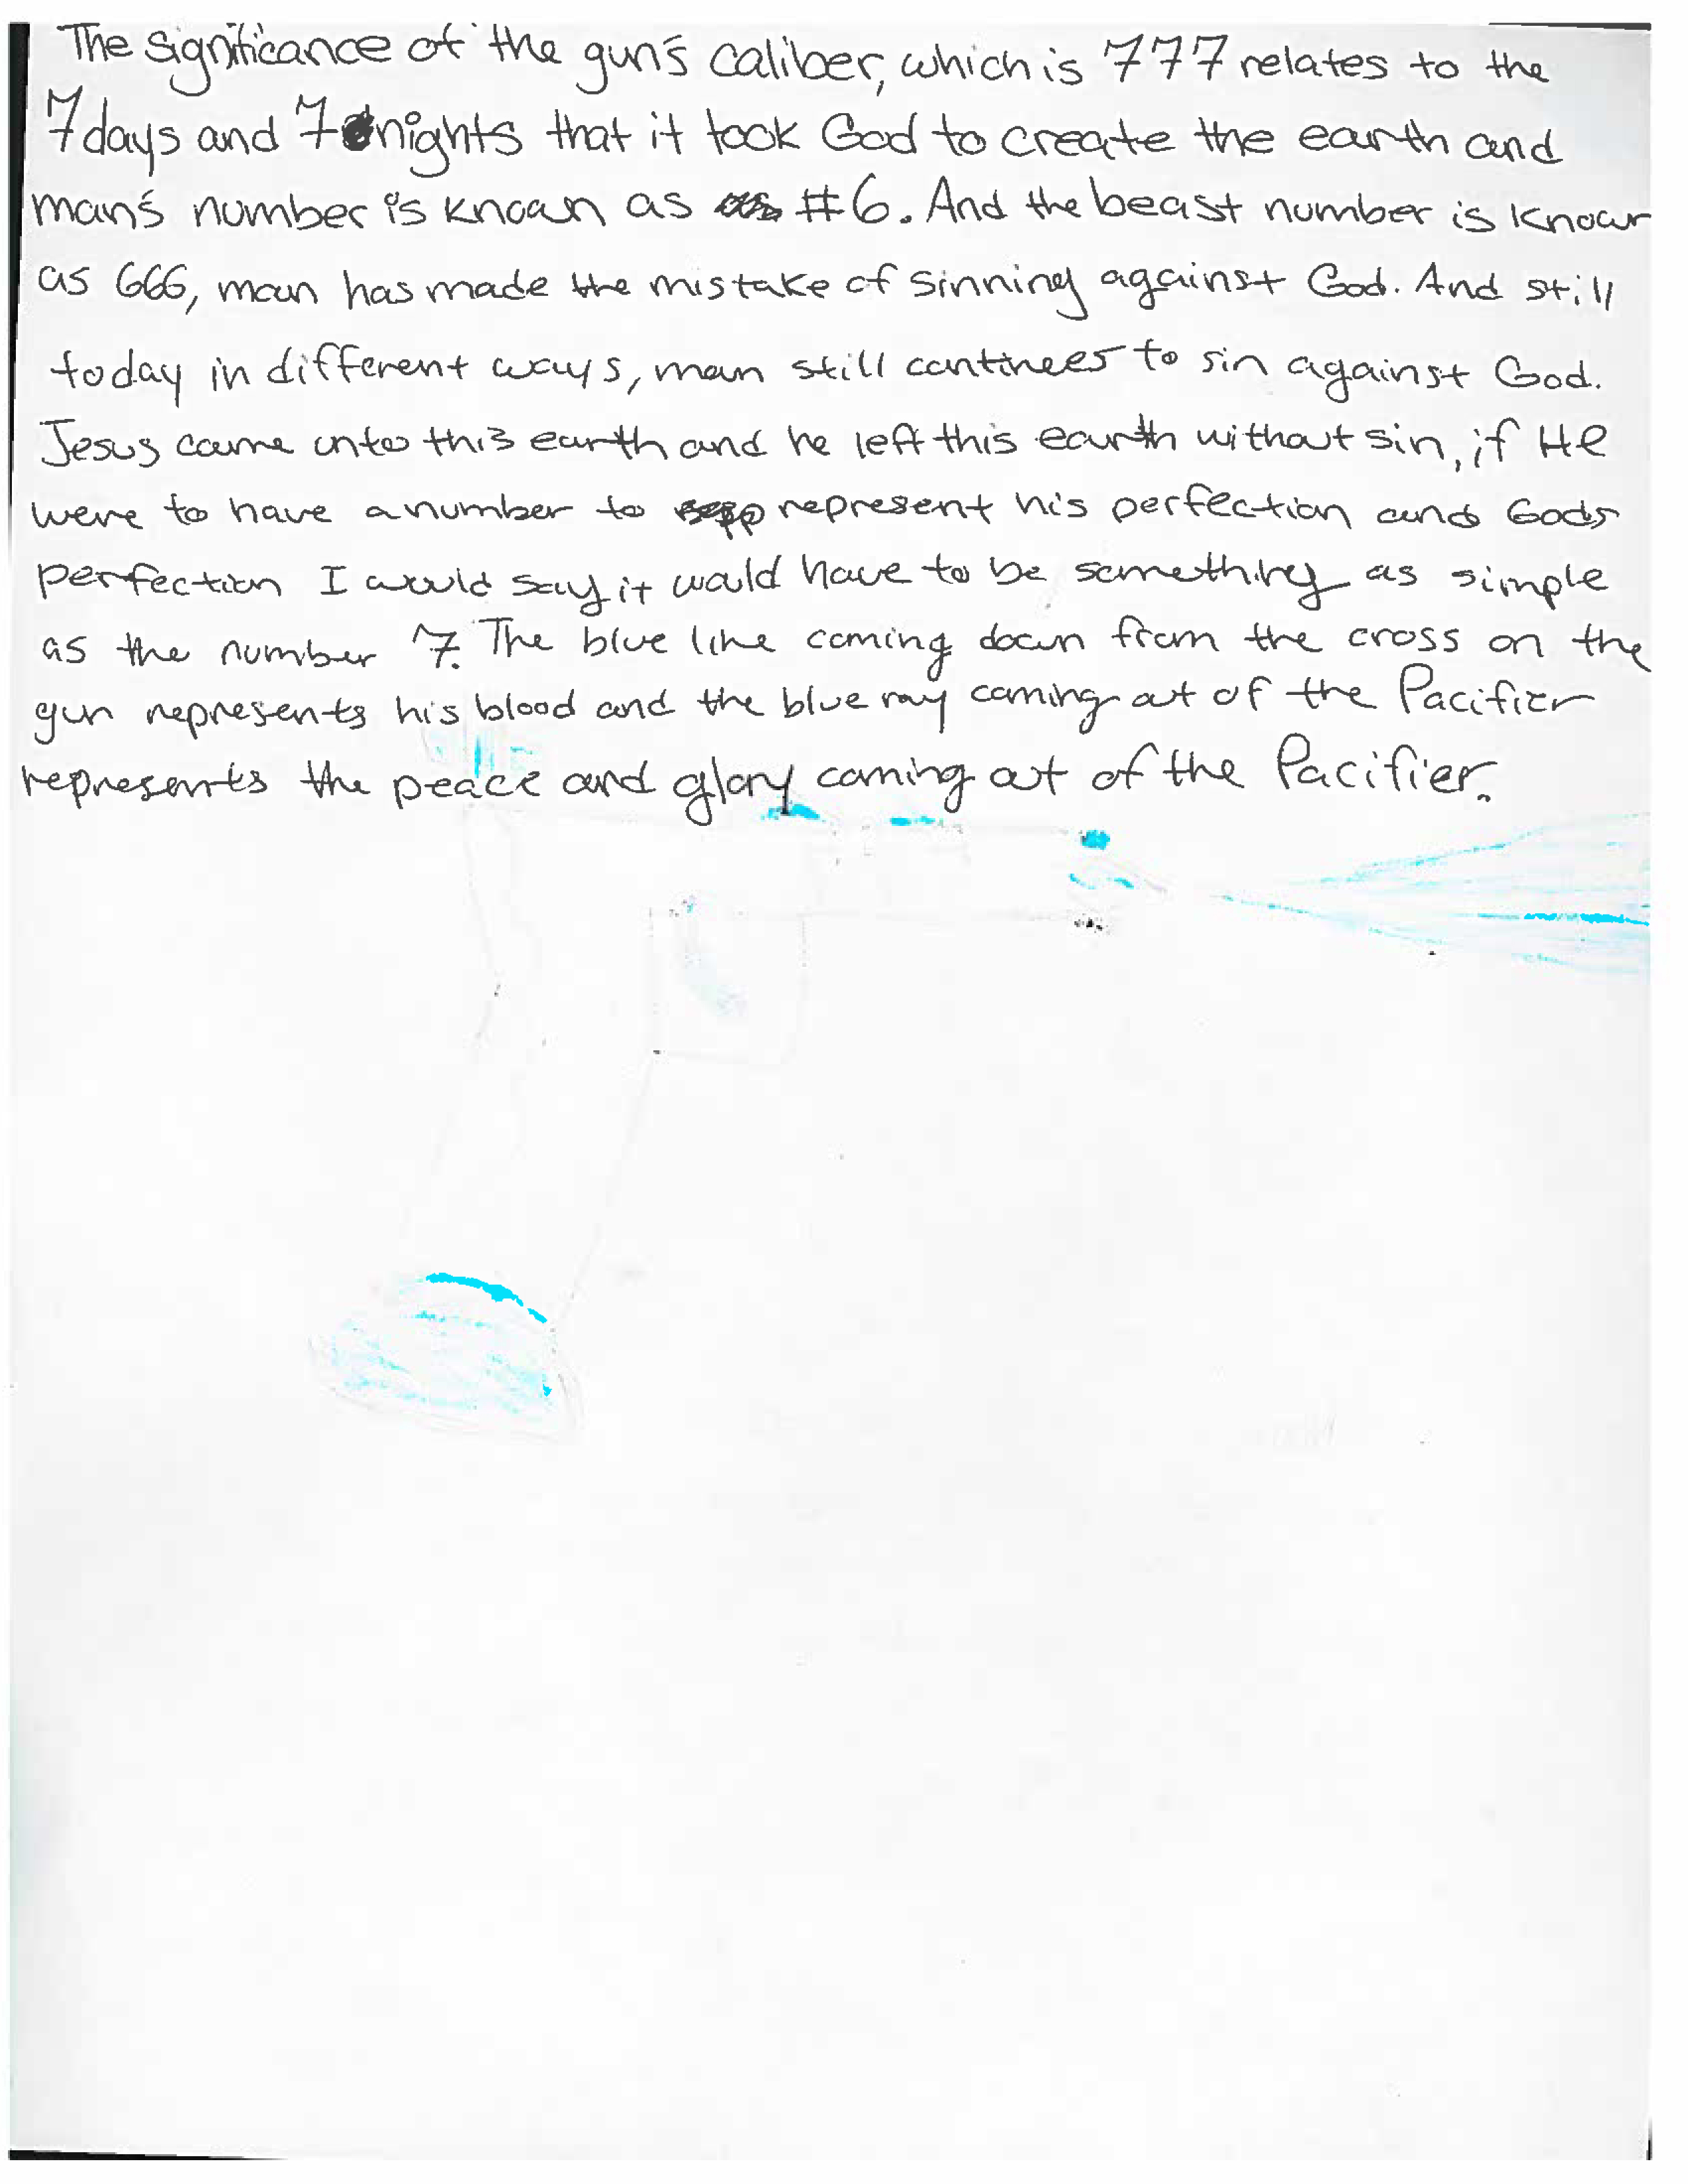 The significance of the gun's caliber, which is 777 relates to the
7 days and 7 nights that it took God to create the earth and
man's number is known as #6. And the beast number is known
as 666, man has made the mistake of sinning against God. And still
today in different ways, man still continees to sin against God.
Jesus came unto this earth and he left this earth without sin, if He
were to have a number to represent his perfection and Gods
perfection I would say it would have to be something as simple
as the number 7. The blue line coming down from the cross on the
gun represents his blood and the blue ray coming out of the Pacifier
represents the peace and glory coming out of the Pacifier.